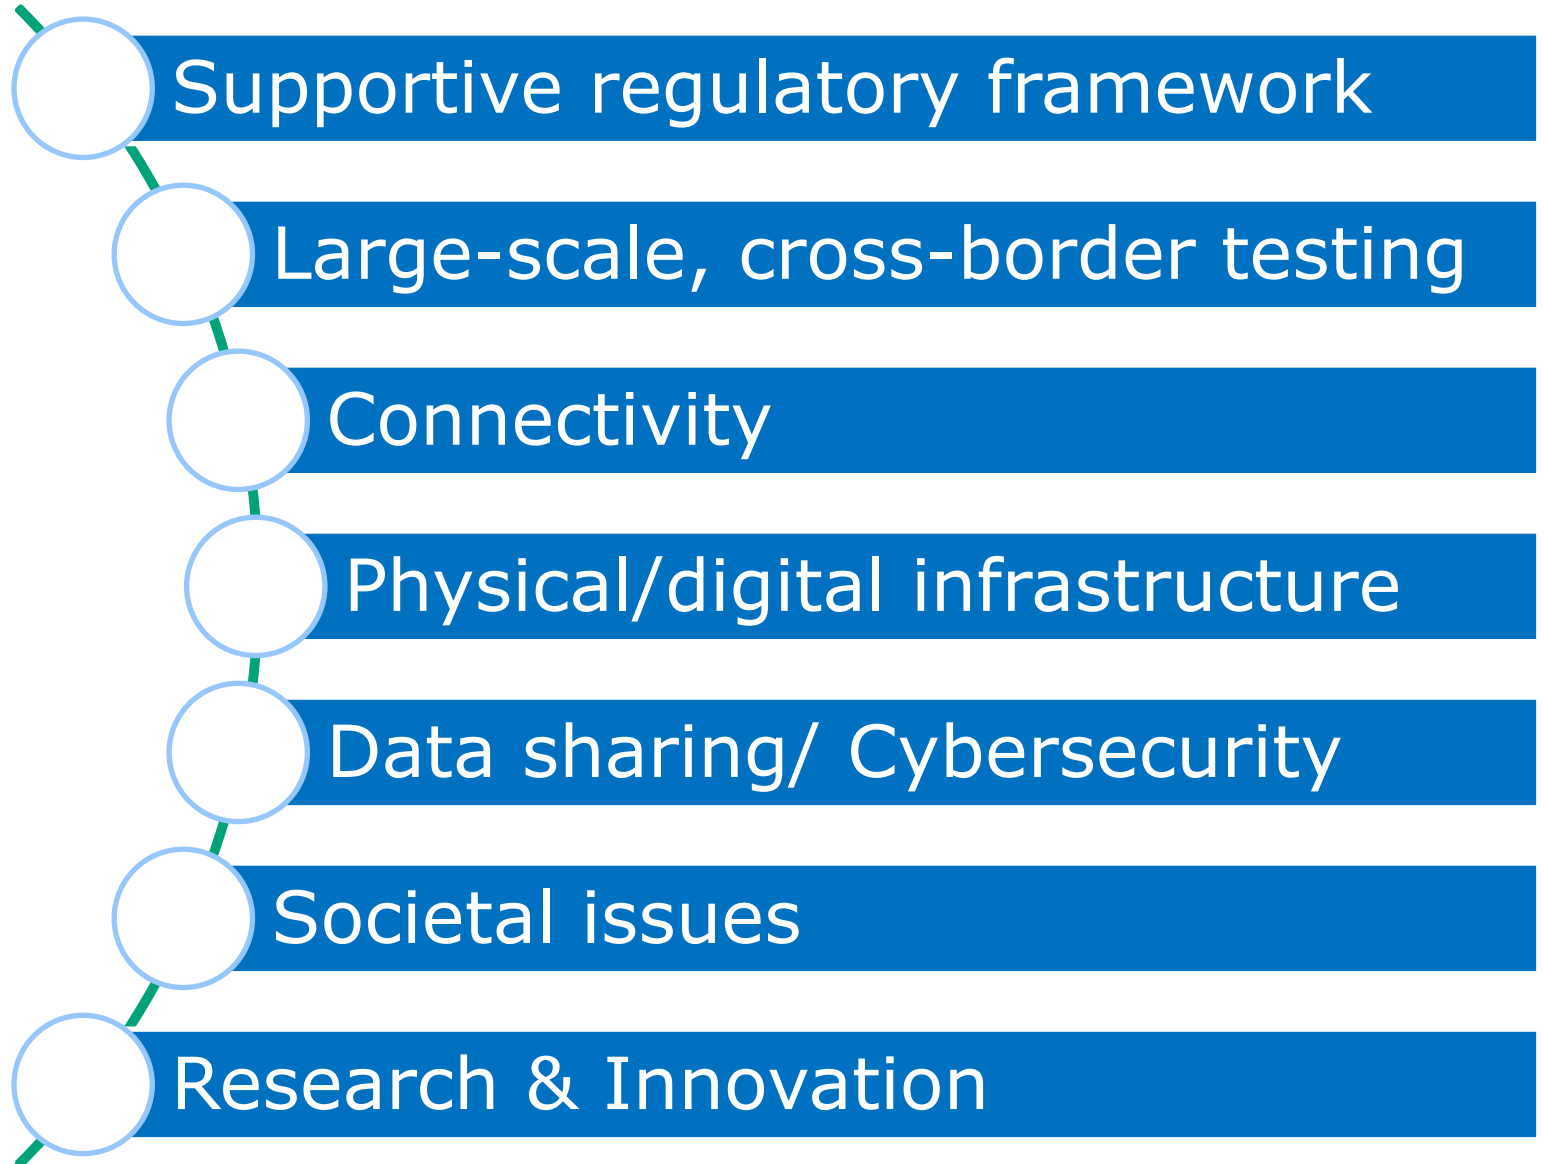 Supportive regulatory framework
Large-scale, cross-border testing
Connectivity
Physical/digital infrastructure
Data sharing/ Cybersecurity
Societal issues
Research & Innovation